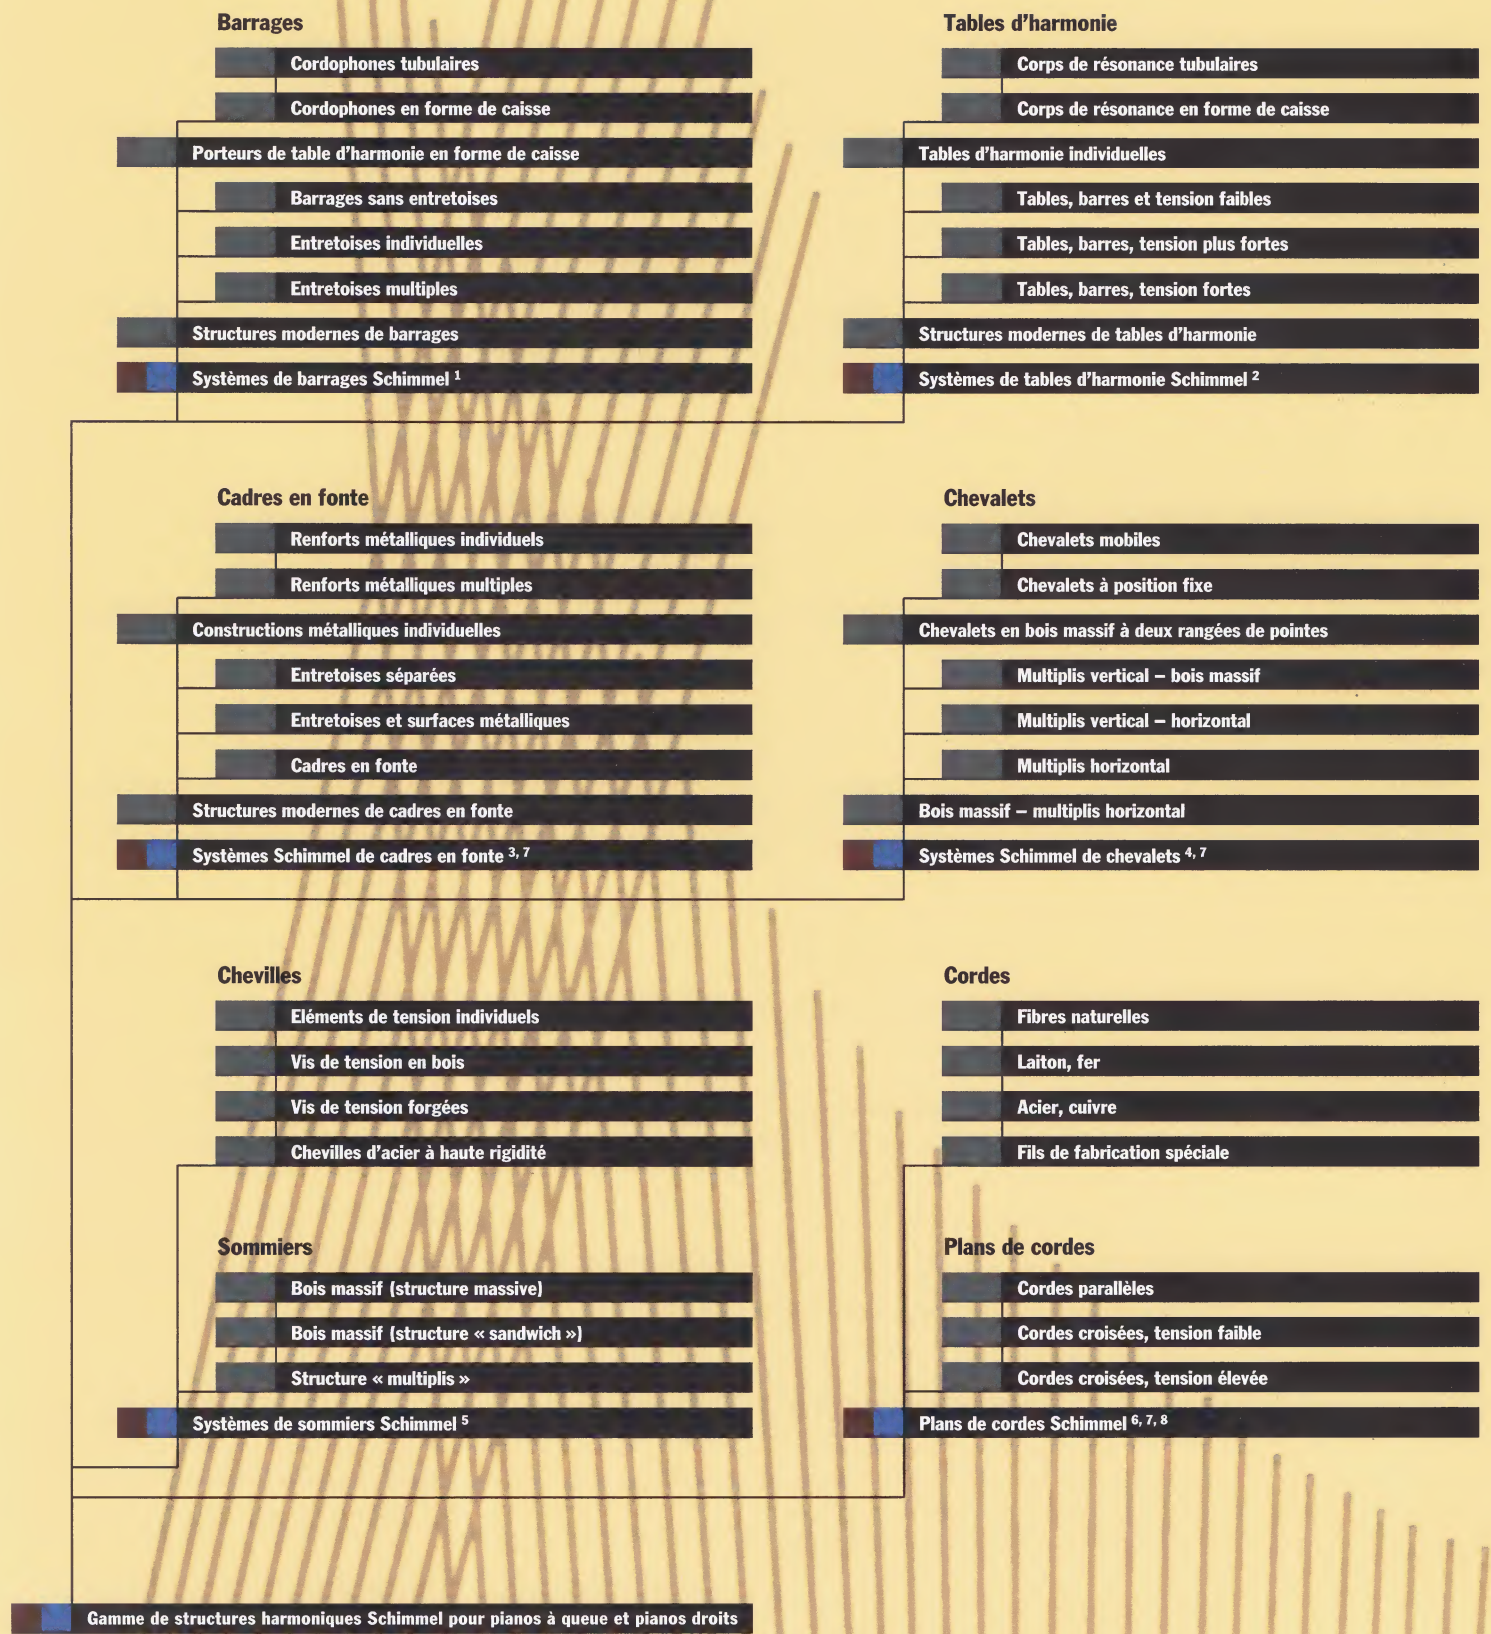 Barrages
Cordophones tubulaires
Cordophones en forme de caisse
Porteurs de table d'harmonie en forme de caisse
Barrages sans entretoises
Entretoises individuelles
Entretoises multiples
Structures modernes de barrages
Systèmes de barrages Schimmel 1
Tables d'harmonie
Corps de résonance tubulaires
Corps de résonance en forme de caisse
Tables d'harmonie individuelles
Tables, barres et tension faibles
Tables, barres, tension plus fortes
Tables, barres, tension fortes
Structures modernes de tables d'harmonie
Systèmes de tables d'harmonie Schimmel 2
Cadres en fonte
Renforts métalliques individuels
Renforts métalliques multiples
Constructions métalliques individuelles
Entretoises séparées
Entretoises et surfaces métalliques
Cadres en fonte
Structures modernes de cadres en fonte
Systèmes Schimmel de cadres en fonte 3, 7
Chevalets
Chevalets mobiles
Chevalets à position fixe
Chevalets en bois massif à deux rangées de pointes
Multiplis vertical – bois massif
Multiplis vertical – horizontal
Multiplis horizontal
Bois massif – multiplis horizontal
Systèmes Schimmel de chevalets 4, 7
Chevilles
Eléments de tension individuels
Vis de tension en bois
Vis de tension forgées
Chevilles d'acier à haute rigidité
Cordes
Fibres naturelles
Laiton, fer
Acier, cuivre
Fils de fabrication spéciale
Sommiers
Bois massif (structure massive)
Bois massif (structure « sandwich »)
Structure « multiplis »
Systèmes de sommiers Schimmel 5
Plans de cordes
Cordes parallèles
Cordes croisées, tension faible
Cordes croisées, tension élevée
Plans de cordes Schimmel 6, 7, 8
Gamme de structures harmoniques Schimmel pour pianos à queue et pianos droits